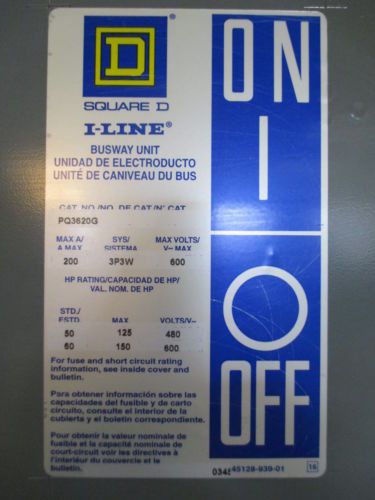 D
SQUARE D
I-LINE®
BUSWAY UNIT
UNIDAD DE ELECTRODUCTO
UNITÉ DE CANIVEAU DU BUS
CAT. NO./NO. DE CAT./N° CAT.
PQ3620G
MAX A/ SYS/ MAX VOLTS/
A MAX SISTEMA V~ MAX
200 3P3W 600
HP RATING/CAPACIDAD DE HP/
VAL. NOM. DE HP
STD./
ESTD. MAX VOLTS/V~
50 125 480
60 150 600
For fuse and short circuit rating
information, see inside cover and
bulletin.
Para obtener información sobre las
capacidades del fusible y de corto
circuito, consulte el interior de la
cubierta y el boletin correspondiente.
Pour obtenir la valeur nominale de
fusible et la capacité nominale de
court-circuit voir les directives à
l'intérieur du couvercle et le
bulletin.
ON
I
O
OFF
45128-939-01
16